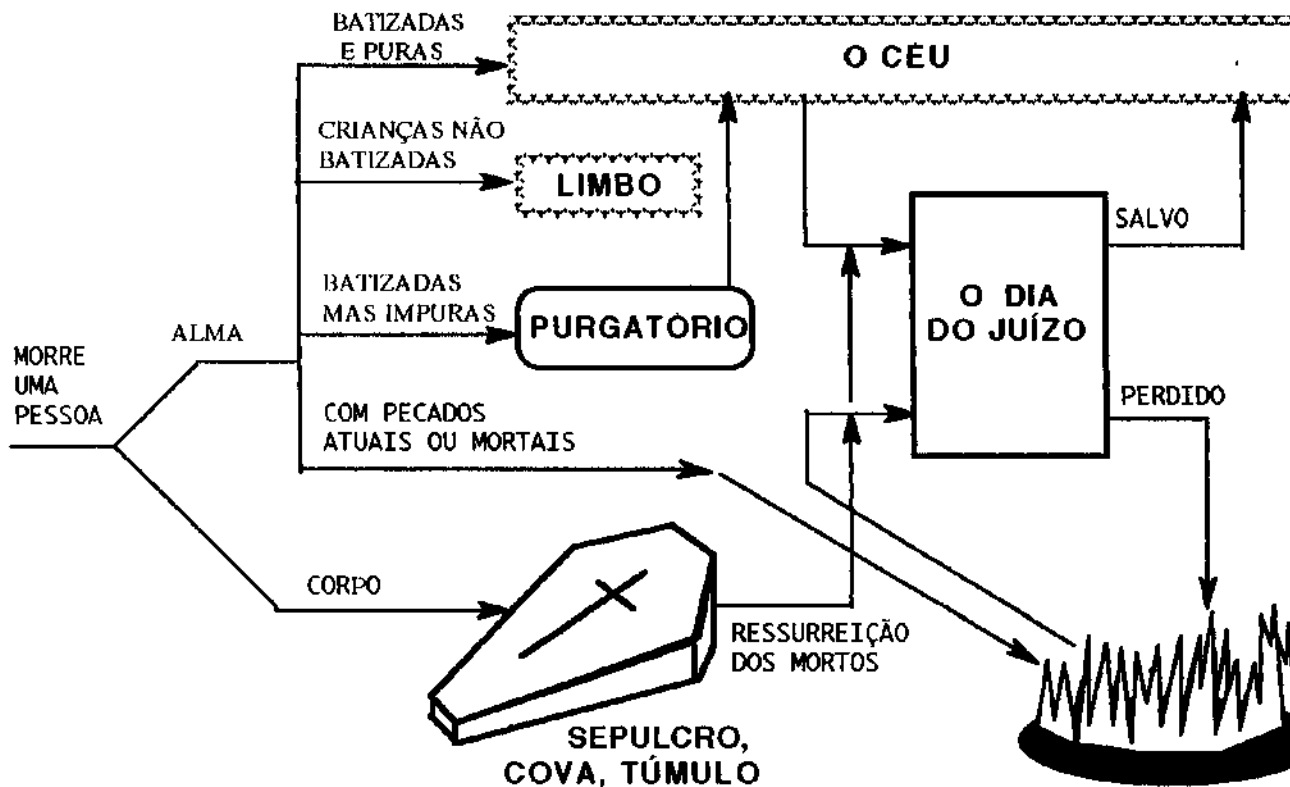 BATIZADAS
E PURAS
O CÉU
CRIANÇAS NÃO
BATIZADAS
LIMBO
BATIZADAS
MAS IMPURAS
PURGATÓRIO
SALVO
O DIA
DO JUÍZO
ALMA
MORRE
UMA
PESSOA
PERDIDO
COM PECADOS
ATUAIS OU MORTAIS
CORPO
RESSURREIÇÃO
DOS MORTOS
SEPULCRO,
COVA, TÚMULO